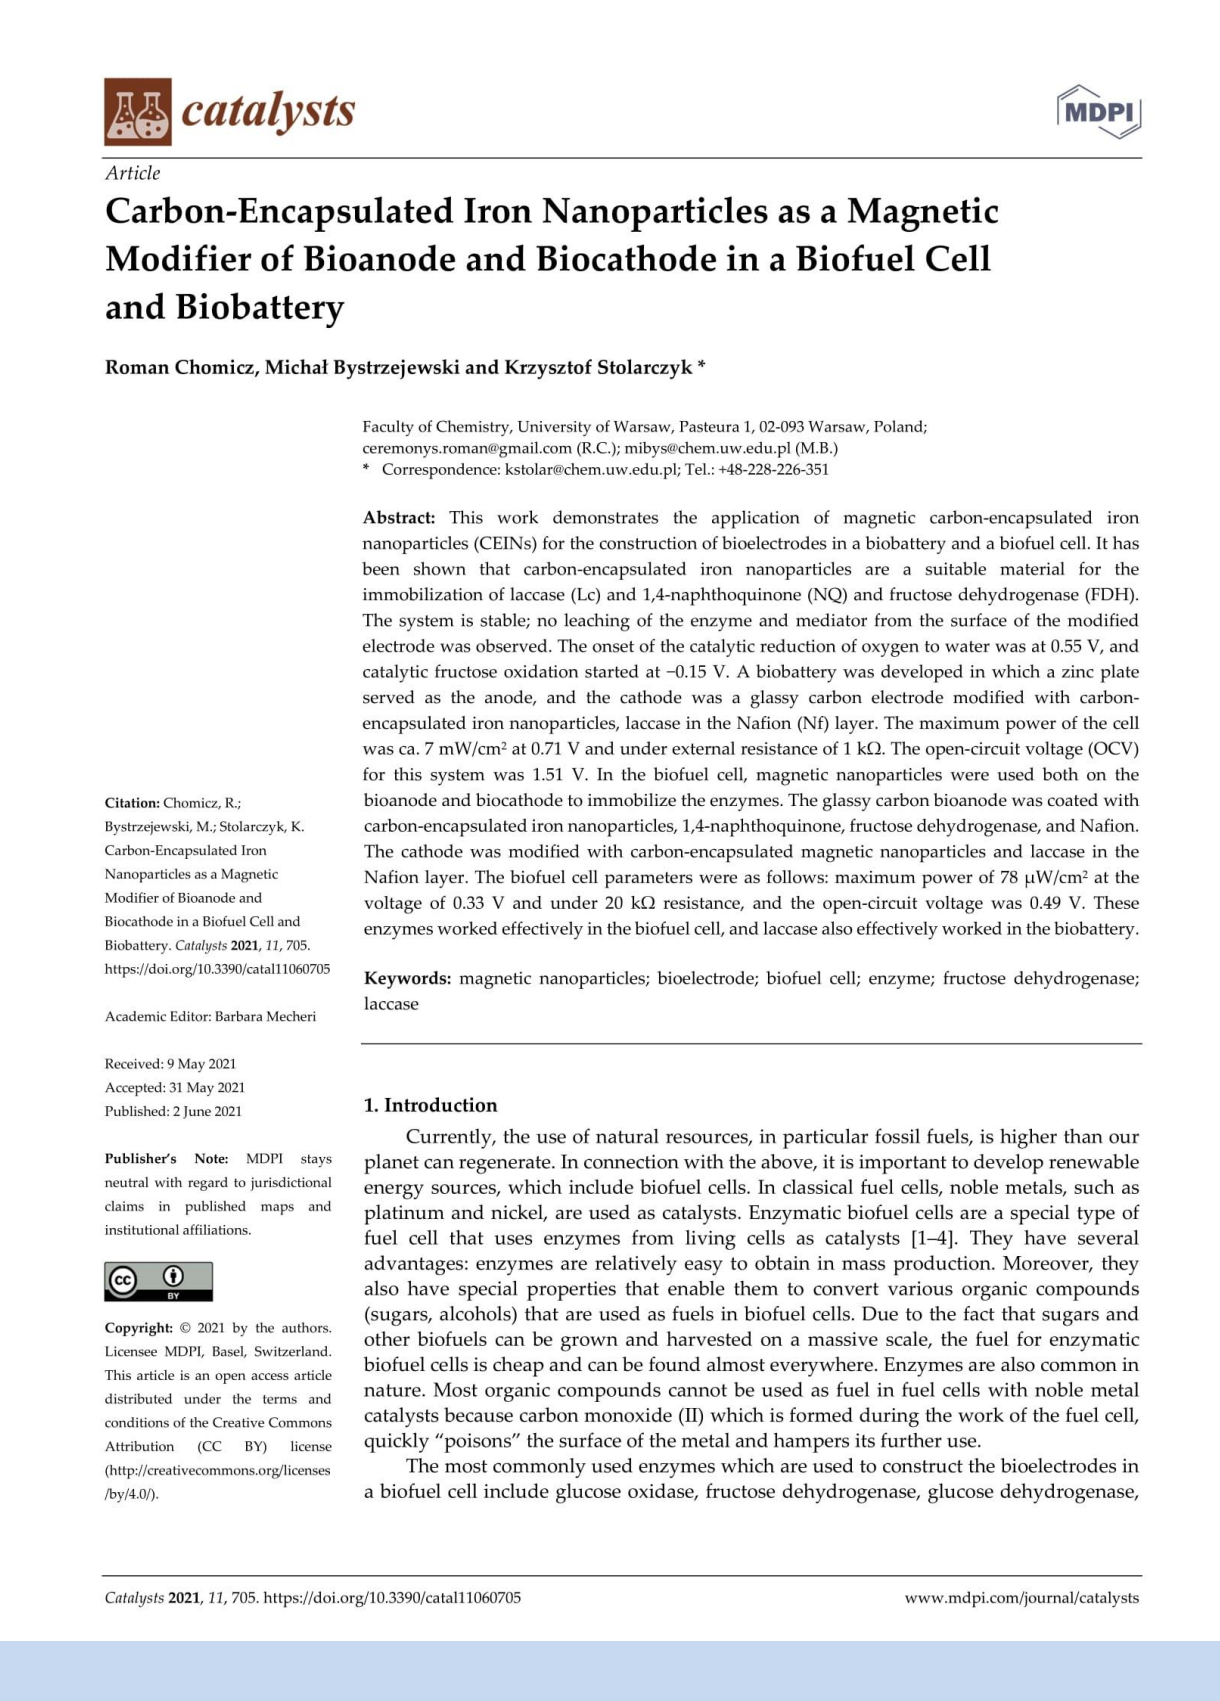 catalysts
MDPI
Article
Carbon-Encapsulated Iron Nanoparticles as a Magnetic
Modifier of Bioanode and Biocathode in a Biofuel Cell
and Biobattery
Roman Chomicz, Michał Bystrzejewski and Krzysztof Stolarczyk *
Faculty of Chemistry, University of Warsaw, Pasteura 1, 02-093 Warsaw, Poland;
ceremonys.roman@gmail.com (R.C.); mibys@chem.uw.edu.pl (M.B.)
* Correspondence: kstolar@chem.uw.edu.pl; Tel.: +48-228-226-351
Abstract: This work demonstrates the application of magnetic carbon-encapsulated iron
nanoparticles (CEINs) for the construction of bioelectrodes in a biobattery and a biofuel cell. It has
been shown that carbon-encapsulated iron nanoparticles are a suitable material for the
immobilization of laccase (Lc) and 1,4-naphthoquinone (NQ) and fructose dehydrogenase (FDH).
The system is stable; no leaching of the enzyme and mediator from the surface of the modified
electrode was observed. The onset of the catalytic reduction of oxygen to water was at 0.55 V, and
catalytic fructose oxidation started at −0.15 V. A biobattery was developed in which a zinc plate
served as the anode, and the cathode was a glassy carbon electrode modified with carbon-
encapsulated iron nanoparticles, laccase in the Nafion (Nf) layer. The maximum power of the cell
was ca. 7 mW/cm² at 0.71 V and under external resistance of 1 kΩ. The open-circuit voltage (OCV)
for this system was 1.51 V. In the biofuel cell, magnetic nanoparticles were used both on the
bioanode and biocathode to immobilize the enzymes. The glassy carbon bioanode was coated with
carbon-encapsulated iron nanoparticles, 1,4-naphthoquinone, fructose dehydrogenase, and Nafion.
The cathode was modified with carbon-encapsulated magnetic nanoparticles and laccase in the
Nafion layer. The biofuel cell parameters were as follows: maximum power of 78 µW/cm² at the
voltage of 0.33 V and under 20 kΩ resistance, and the open-circuit voltage was 0.49 V. These
enzymes worked effectively in the biofuel cell, and laccase also effectively worked in the biobattery.
Keywords: magnetic nanoparticles; bioelectrode; biofuel cell; enzyme; fructose dehydrogenase;
laccase
Citation: Chomicz, R.;
Bystrzejewski, M.; Stolarczyk, K.
Carbon-Encapsulated Iron
Nanoparticles as a Magnetic
Modifier of Bioanode and
Biocathode in a Biofuel Cell and
Biobattery. Catalysts 2021, 11, 705.
https://doi.org/10.3390/catal11060705
Academic Editor: Barbara Mecheri
Received: 9 May 2021
Accepted: 31 May 2021
Published: 2 June 2021
Publisher's Note: MDPI stays
neutral with regard to jurisdictional
claims in published maps and
institutional affiliations.
cc BY
Copyright: © 2021 by the authors.
Licensee MDPI, Basel, Switzerland.
This article is an open access article
distributed under the terms and
conditions of the Creative Commons
Attribution (CC BY) license
(http://creativecommons.org/licenses
/by/4.0/).
1. Introduction
Currently, the use of natural resources, in particular fossil fuels, is higher than our
planet can regenerate. In connection with the above, it is important to develop renewable
energy sources, which include biofuel cells. In classical fuel cells, noble metals, such as
platinum and nickel, are used as catalysts. Enzymatic biofuel cells are a special type of
fuel cell that uses enzymes from living cells as catalysts [1–4]. They have several
advantages: enzymes are relatively easy to obtain in mass production. Moreover, they
also have special properties that enable them to convert various organic compounds
(sugars, alcohols) that are used as fuels in biofuel cells. Due to the fact that sugars and
other biofuels can be grown and harvested on a massive scale, the fuel for enzymatic
biofuel cells is cheap and can be found almost everywhere. Enzymes are also common in
nature. Most organic compounds cannot be used as fuel in fuel cells with noble metal
catalysts because carbon monoxide (II) which is formed during the work of the fuel cell,
quickly “poisons” the surface of the metal and hampers its further use.
The most commonly used enzymes which are used to construct the bioelectrodes in
a biofuel cell include glucose oxidase, fructose dehydrogenase, glucose dehydrogenase,
Catalysts 2021, 11, 705. https://doi.org/10.3390/catal11060705
www.mdpi.com/journal/catalysts